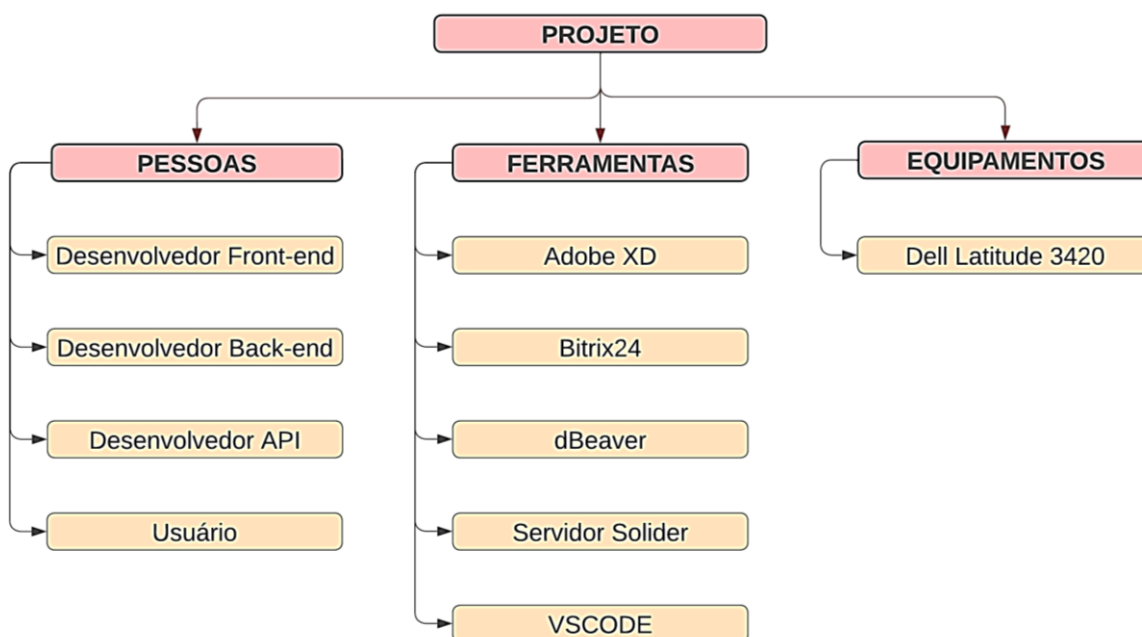 PROJETO
PESSOAS
FERRAMENTAS
EQUIPAMENTOS
Desenvolvedor Front-end
Adobe XD
Dell Latitude 3420
Desenvolvedor Back-end
Bitrix24
Desenvolvedor API
dBeaver
Usuário
Servidor Solider
VSCODE